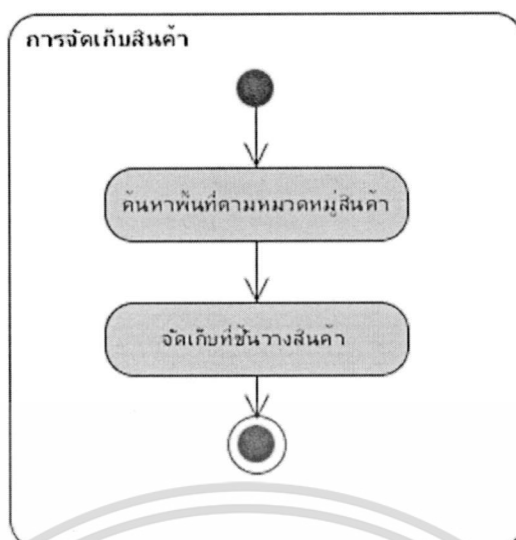 การจัดเก็บสินค้า
ค้นหาพื้นที่ตามหมวดหมู่สินค้า
จัดเก็บที่ชั้นวางสินค้า